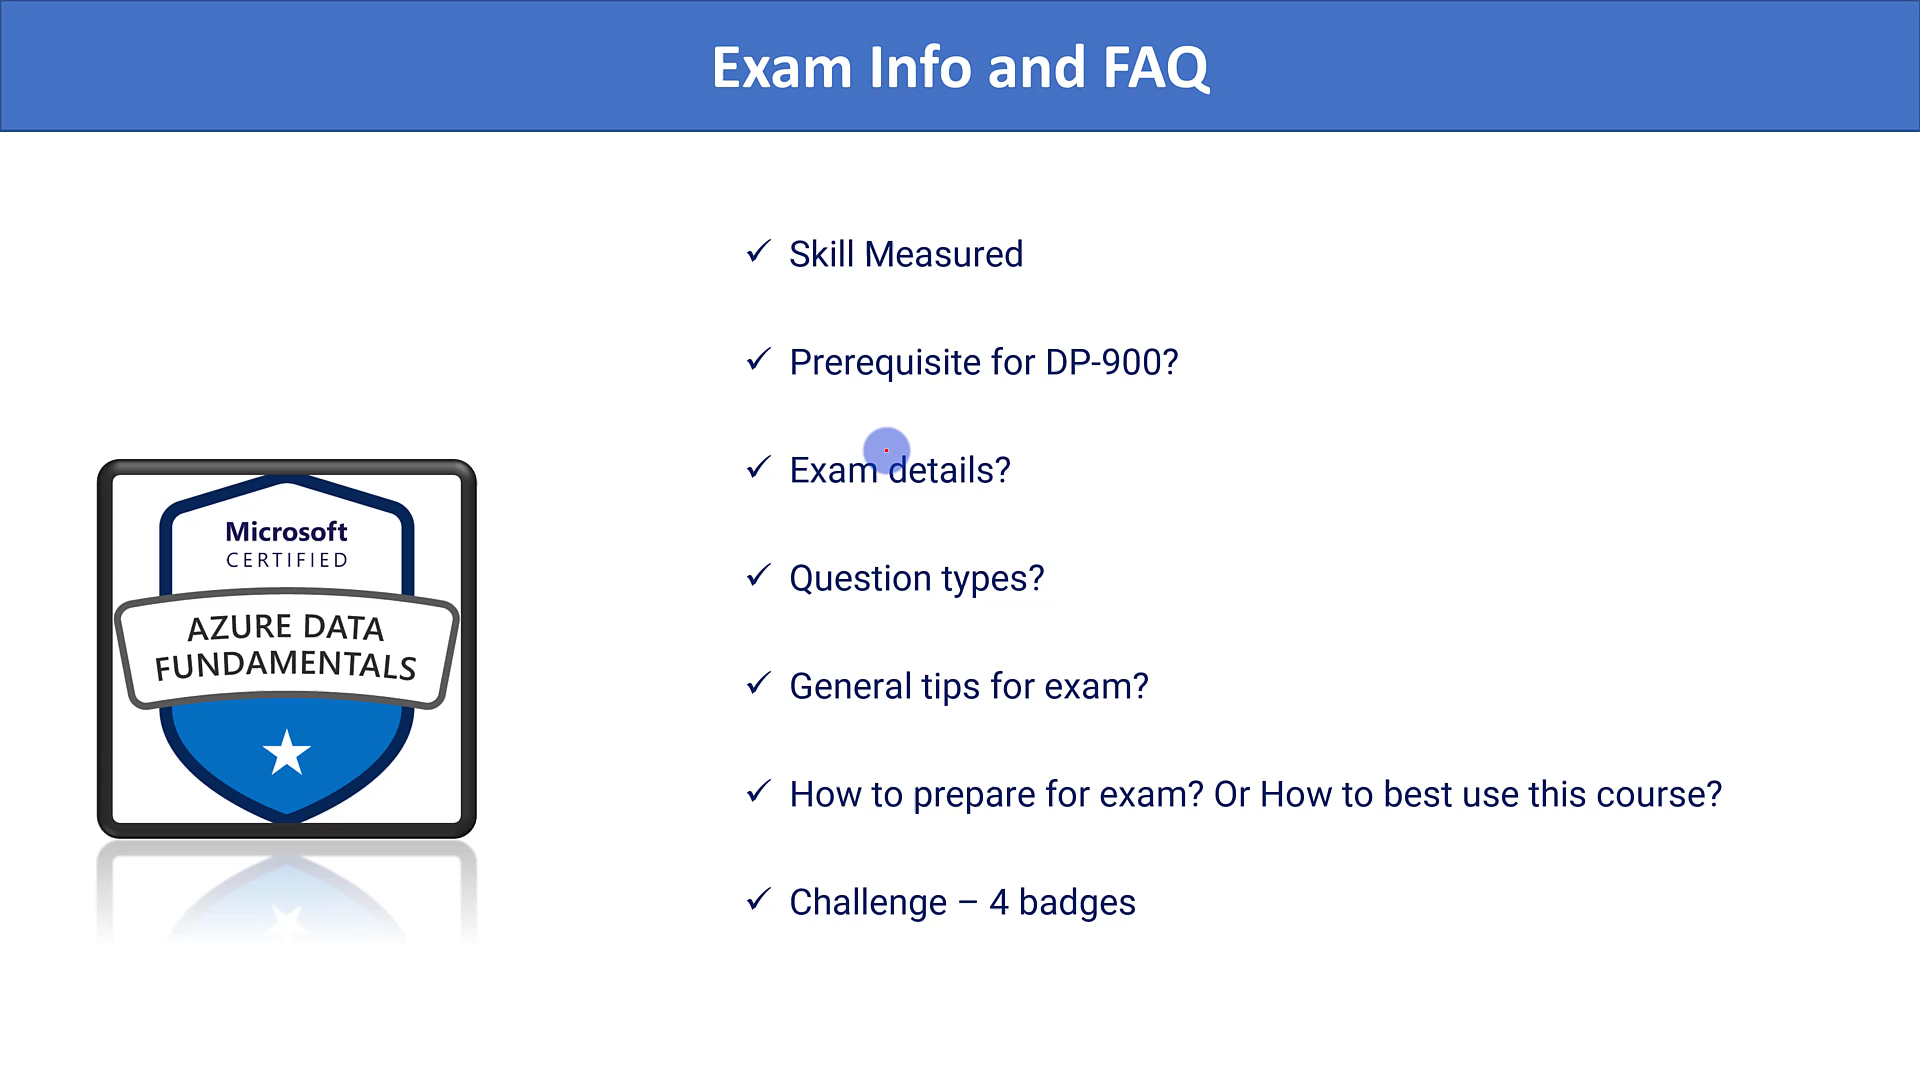 Exam Info and FAQ
Skill Measured
Prerequisite for DP-900?
Exam details?
Question types?
General tips for exam?
How to prepare for exam? Or How to best use this course?
Challenge – 4 badges
Microsoft
CERTIFIED
AZURE DATA
FUNDAMENTALS